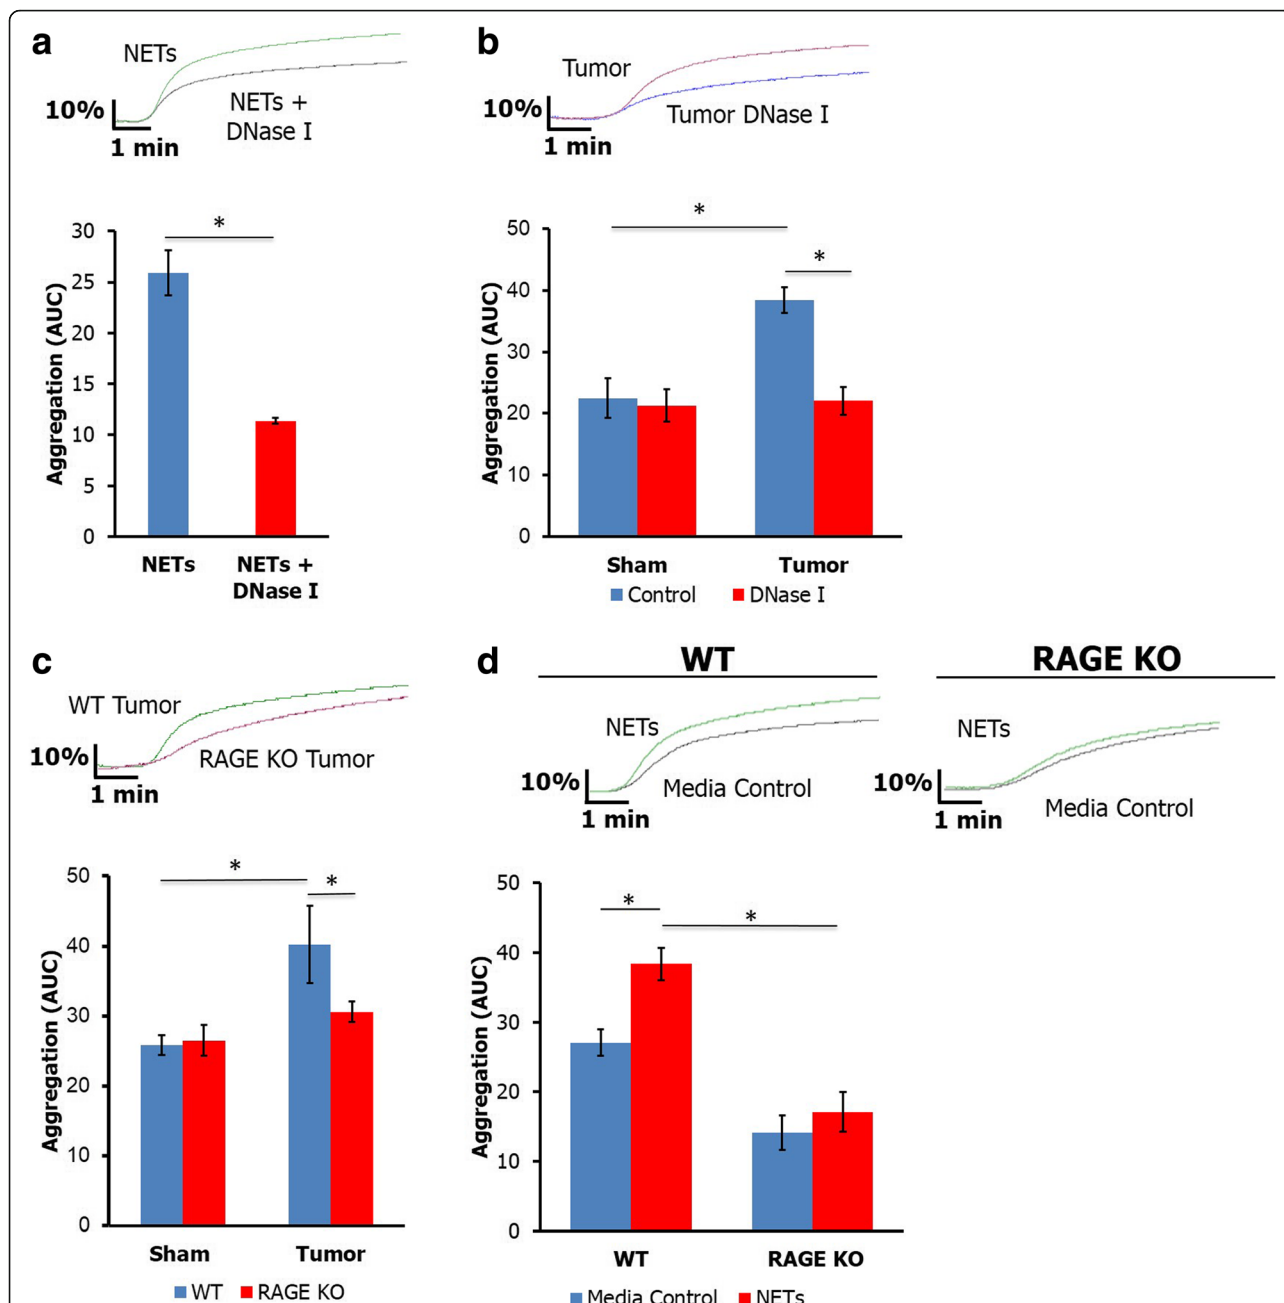 a
NETs
NETs +
DNase I
10%
1 min
Aggregation (AUC)
30
25
20
15
10
5
0
*
NETs
NETs +
DNase I
b
Tumor
Tumor DNase I
10%
1 min
Aggregation (AUC)
50
40
30
20
10
0
*
*
Sham
Tumor
Control
DNase I
c
WT Tumor
RAGE KO Tumor
10%
1 min
Aggregation (AUC)
50
40
30
20
10
0
*
*
Sham
Tumor
WT
RAGE KO
d
WT
NETs
Media Control
10%
1 min
RAGE KO
NETs
Media Control
10%
1 min
Aggregation (AUC)
50
40
30
20
10
0
*
*
WT
RAGE KO
Media Control
NETs